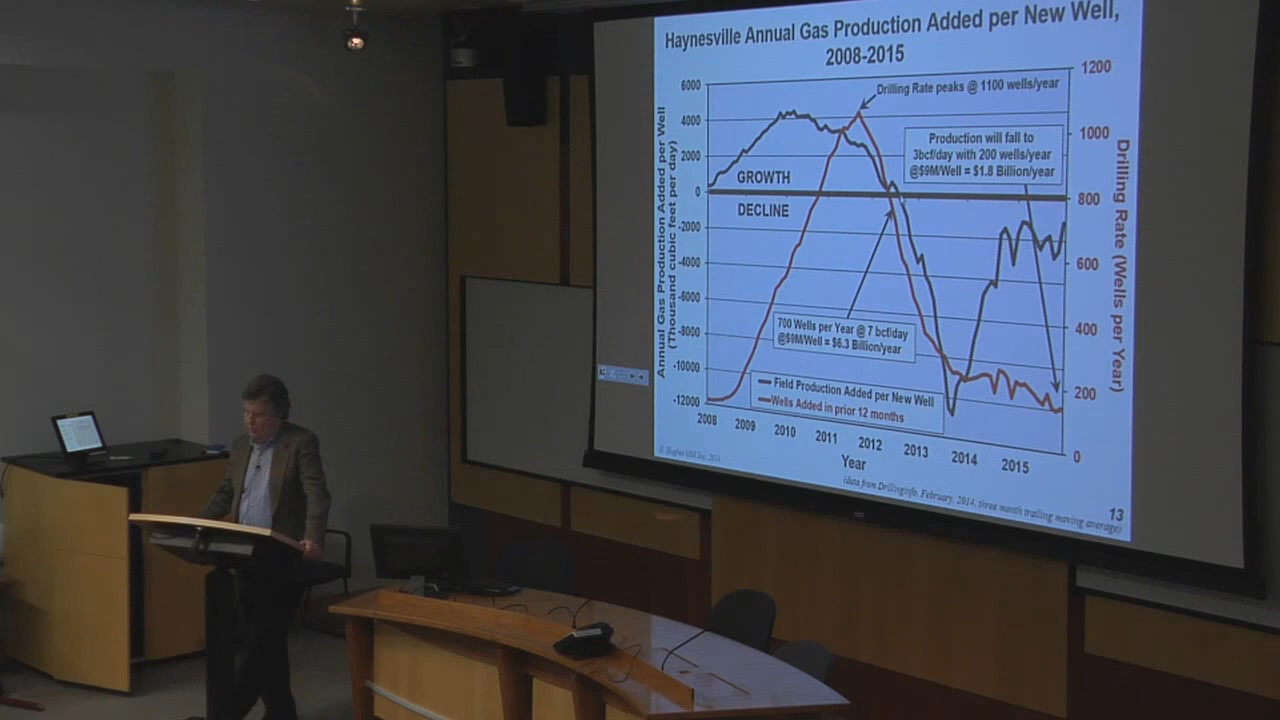 Haynesville Annual Gas Production Added per New Well,
2008-2015
6000
4000
2000
0
-2000
-4000
-6000
-8000
-10000
-12000
Annual Gas Production Added per Well
(Thousand cubic feet per day)
1200
1000
800
600
400
200
0
Drilling Rate (Wells per Year)
Drilling Rate peaks @ 1100 wells/year
Production will fall to
3bcf/day with 200 wells/year
@$9M/Well = $1.8 Billion/year
GROWTH
DECLINE
700 Wells per Year @ 7 bcf/day
@$9M/Well = $6.3 Billion/year
Field Production Added per New Well
Wells Added in prior 12 months
2008 2009 2010 2011 2012 2013 2014 2015
Year
© Hughes GSR Inc, 2014
(data from Drillinginfo, February, 2014, three month trailing moving average)
13